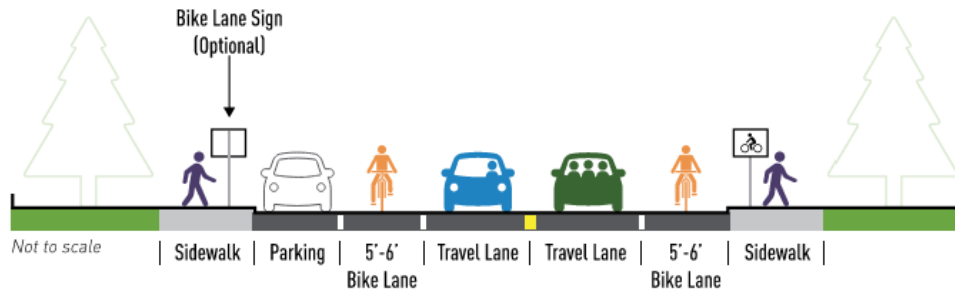 Bike Lane Sign
(Optional)
Not to scale
Sidewalk
Parking
5'-6'
Bike Lane
Travel Lane
Travel Lane
5'-6'
Bike Lane
Sidewalk